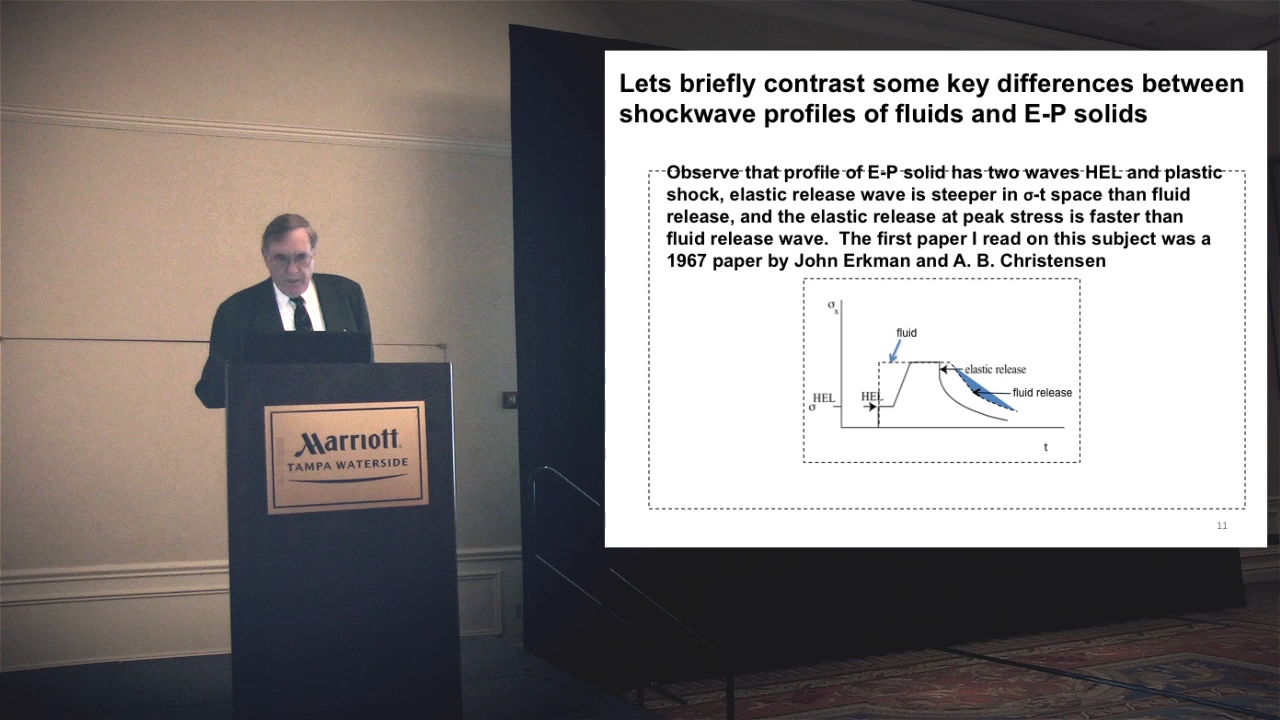 Lets briefly contrast some key differences between
shockwave profiles of fluids and E-P solids
Observe that profile of E-P solid has two waves HEL and plastic
shock, elastic release wave is steeper in σ-t space than fluid
release, and the elastic release at peak stress is faster than
fluid release wave.  The first paper I read on this subject was a
1967 paper by John Erkman and A. B. Christensen
σx
fluid
elastic release
fluid release
σHEL
HEL
t
11
Marriott
TAMPA WATERSIDE